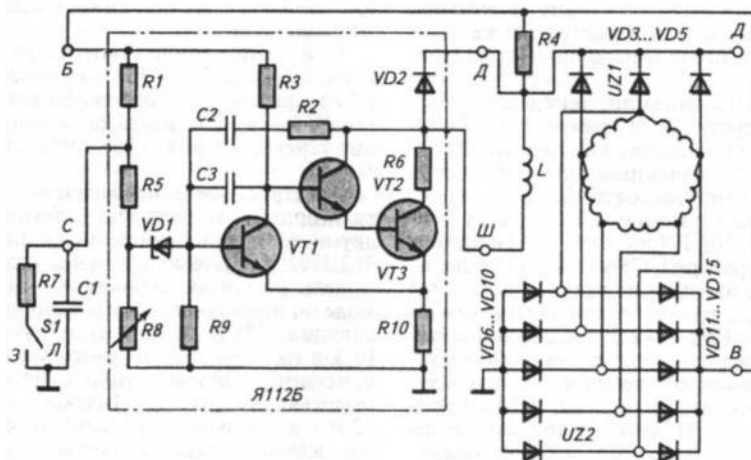 R4 VD3...VD5 Д
Б R1 R3 VD2 Д UZ1
C2 R2
R5 C3 R6 L
С VD1 VT1 VT2 Ш
R7 C1 VT3
S1 R8 R9 R10 VD6...VD10 VD11...VD15
З Л В
Я112Б UZ2